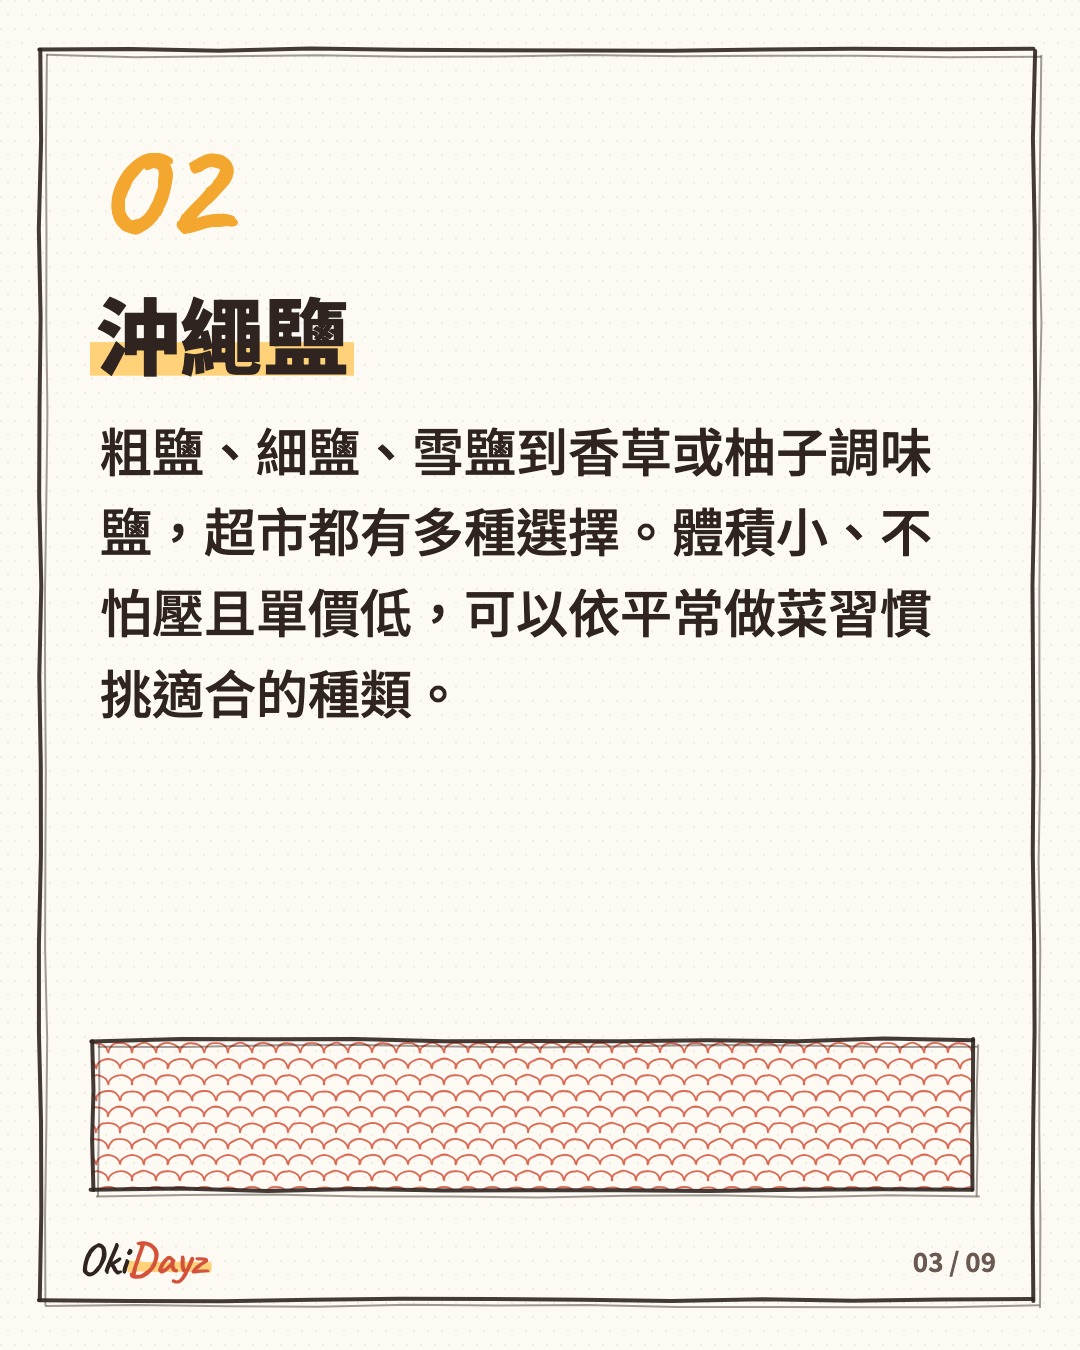 02
沖繩鹽
粗鹽、細鹽、雪鹽到香草或柚子調味
鹽，超市都有多種選擇。體積小、不
怕壓且單價低，可以依平常做菜習慣
挑適合的種類。
OkiDayz
03 / 09